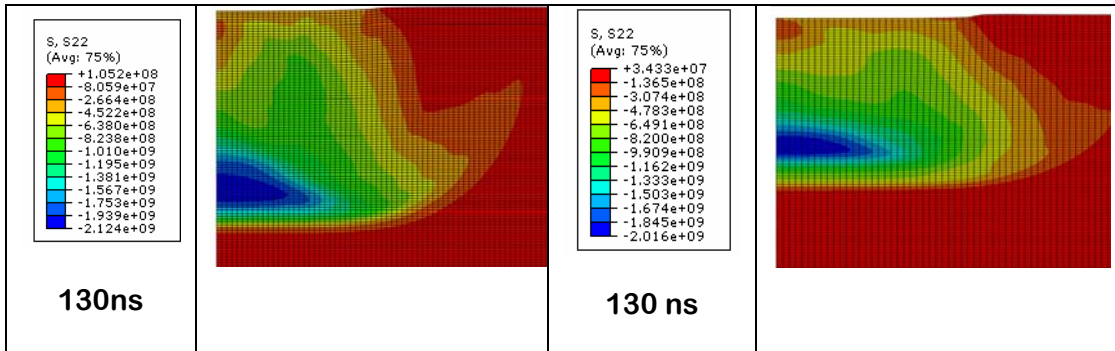 S, S22
(Avg: 75%)
+1.052e+08
-8.059e+07
-2.664e+08
-4.522e+08
-6.380e+08
-8.238e+08
-1.010e+09
-1.195e+09
-1.381e+09
-1.567e+09
-1.753e+09
-1.939e+09
-2.124e+09
130ns
S, S22
(Avg: 75%)
+3.433e+07
-1.365e+08
-3.074e+08
-4.783e+08
-6.491e+08
-8.200e+08
-9.909e+08
-1.162e+09
-1.333e+09
-1.503e+09
-1.674e+09
-1.845e+09
-2.016e+09
130 ns